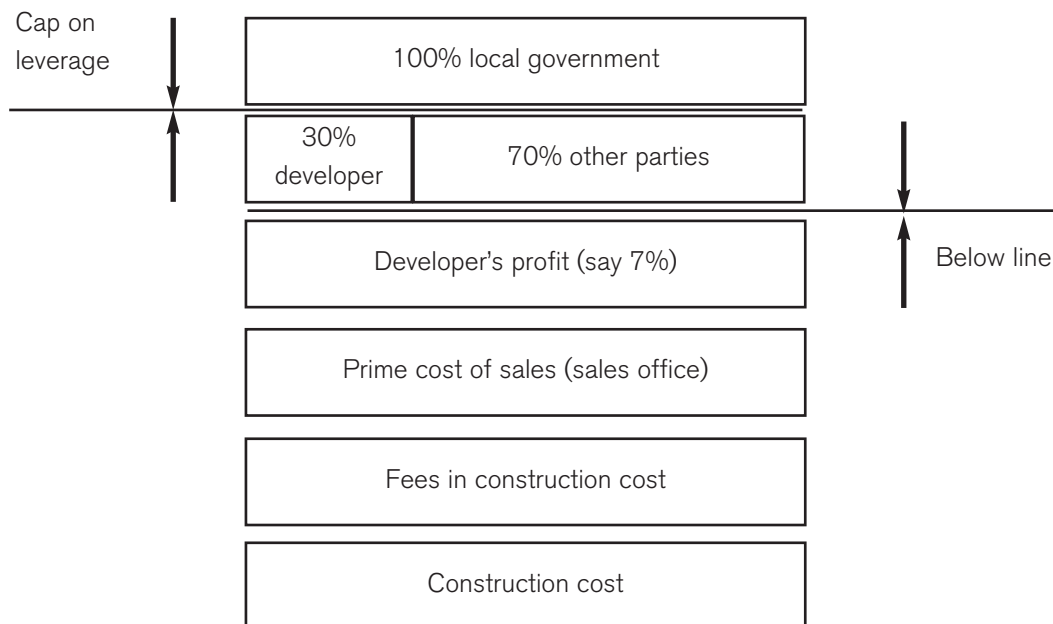 Cap on
leverage
100% local government
30%
developer
70% other parties
Developer’s profit (say 7%)
Below line
Prime cost of sales (sales office)
Fees in construction cost
Construction cost